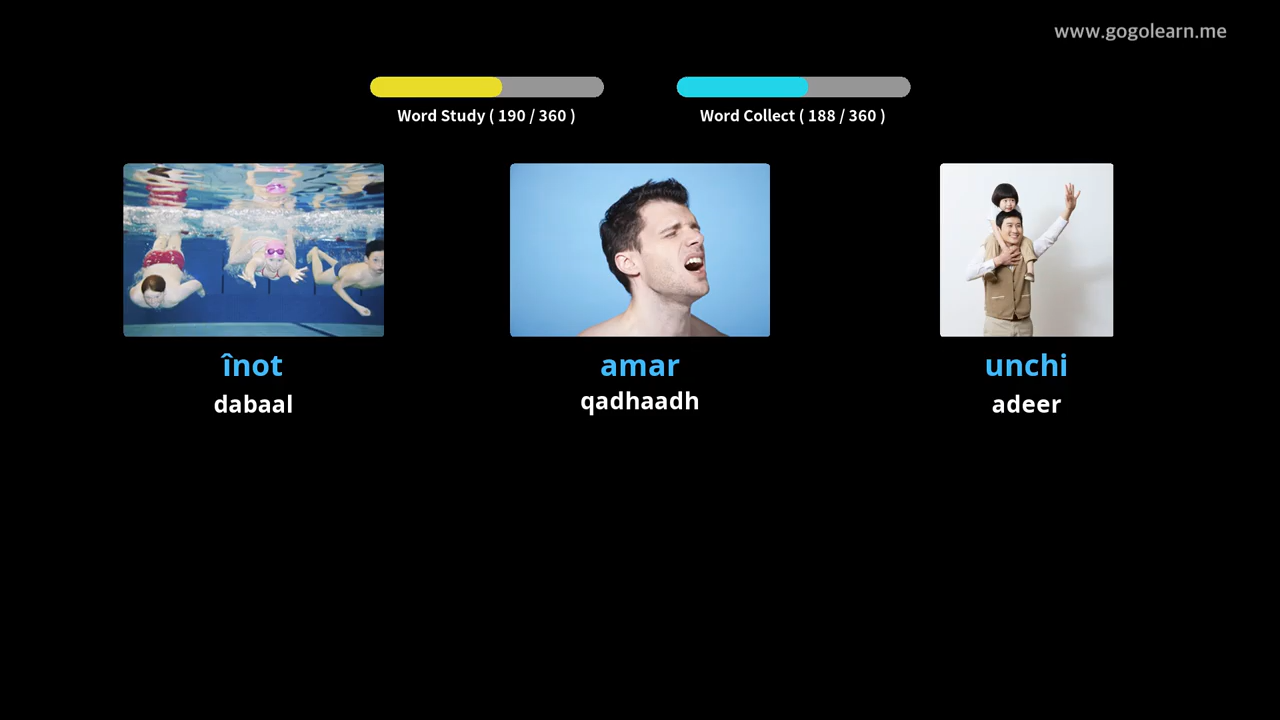 www.gogolearn.me
Word Study ( 190 / 360 )
Word Collect ( 188 / 360 )
înot
dabaal
amar
qadhaadh
unchi
adeer